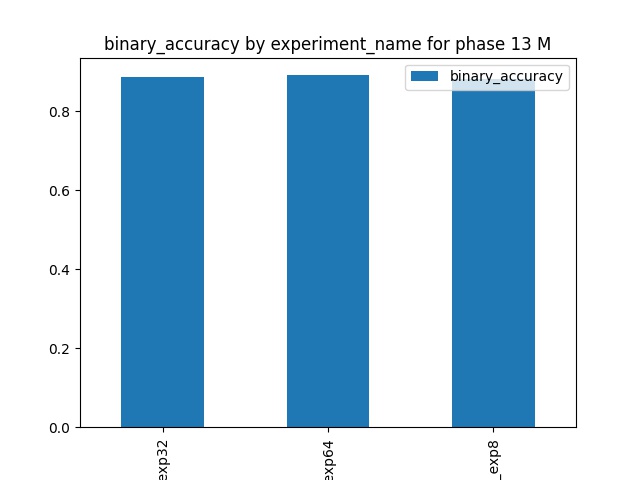 binary_accuracy by experiment_name for phase 13 M
binary_accuracy
0.8
0.6
0.4
0.2
0.0
exp32
exp64
_exp8